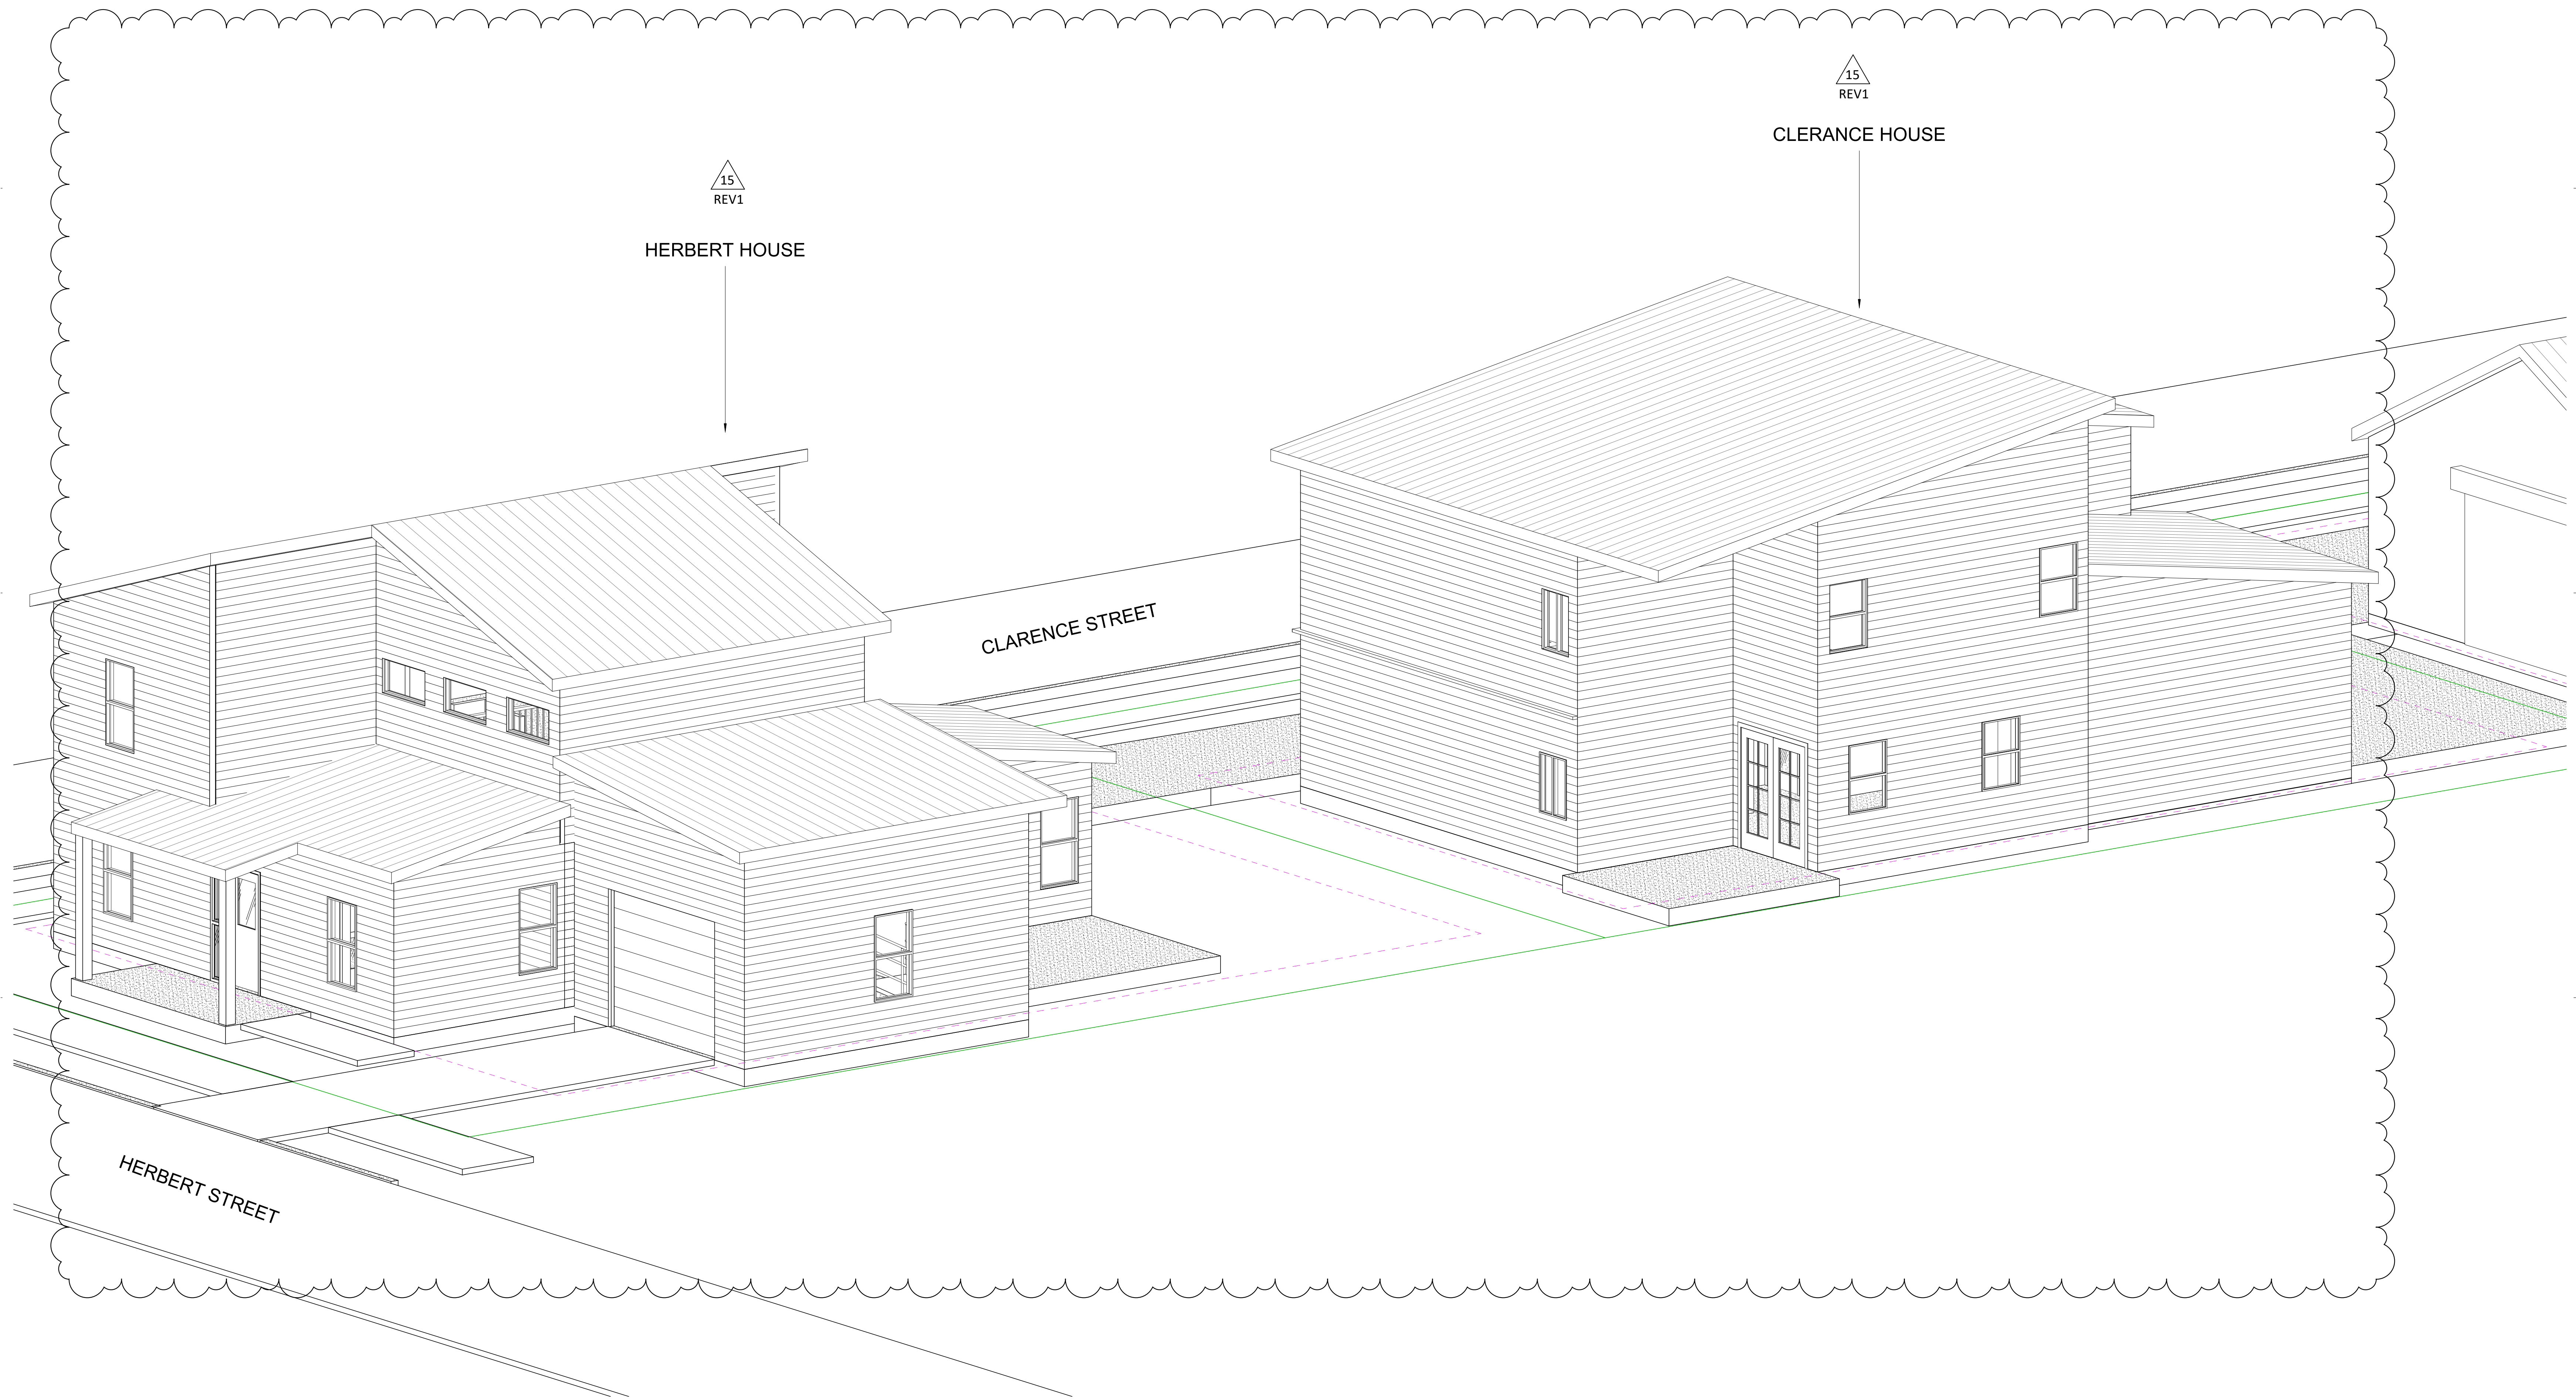 15
REV1
CLERANCE HOUSE
15
REV1
HERBERT HOUSE
CLARENCE STREET
HERBERT STREET